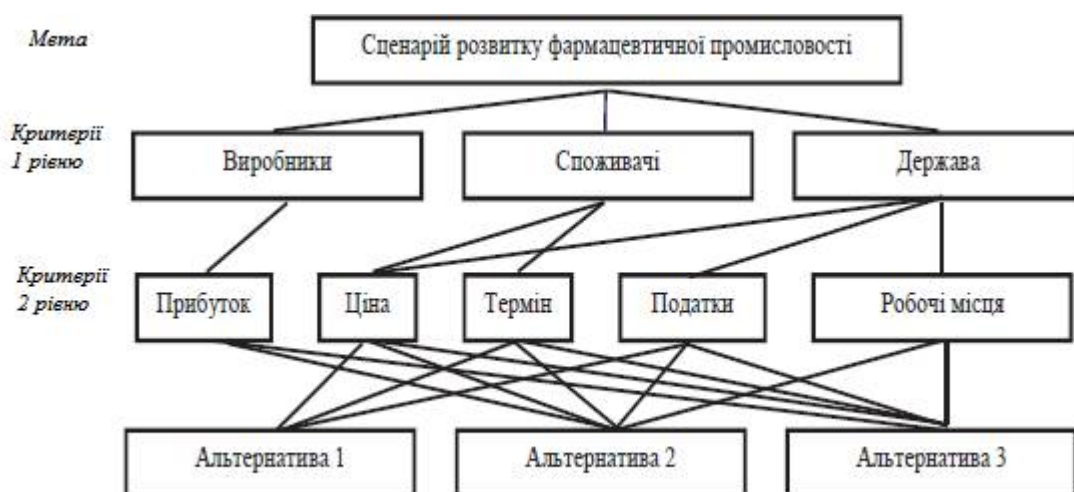 Мета
Сценарій розвитку фармацевтичної промисловості
Критерії
1 рівню
Виробники
Споживачі
Держава
Критерії
2 рівню
Прибуток
Ціна
Термін
Податки
Робочі місця
Альтернатива 1
Альтернатива 2
Альтернатива 3